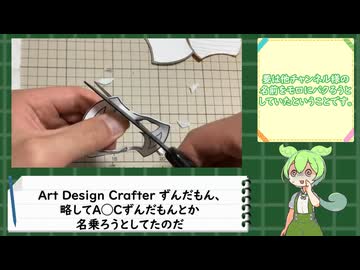 要は他チャンネル様の
名前をモロにパクろうと
していたということです。
Art Design Crafter ずんだもん、
略してA◯Cずんだもんとか
名乗ろうとしてたのだ